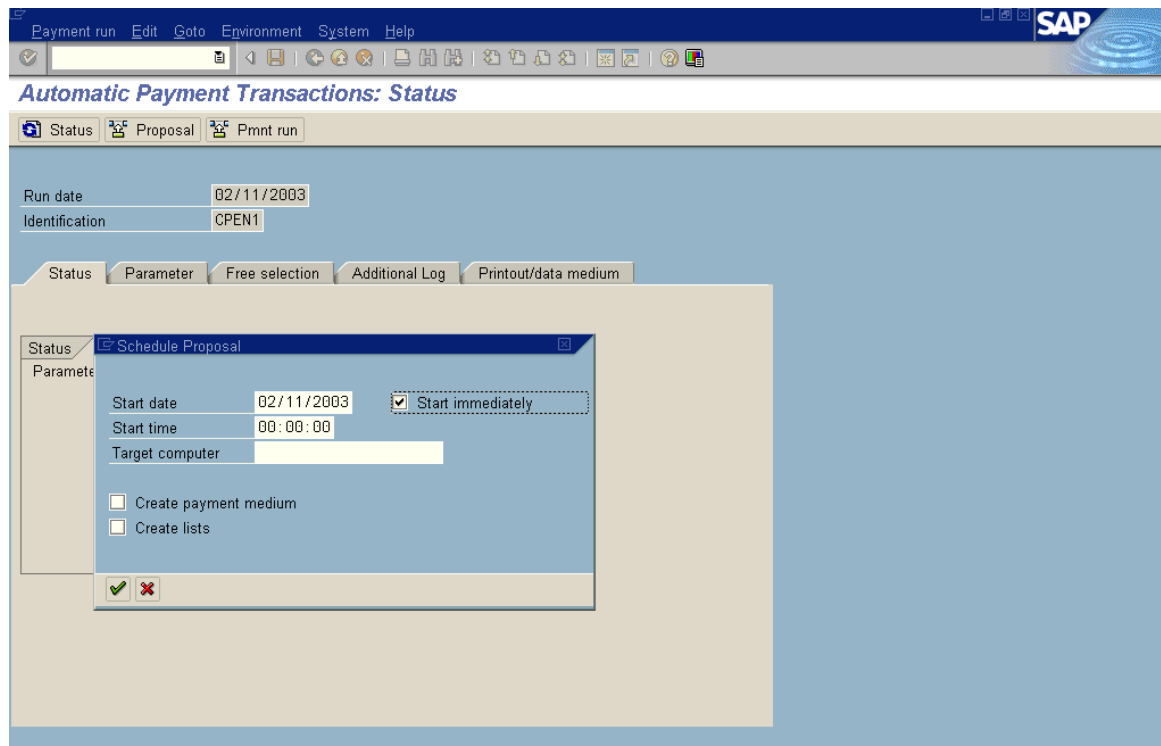 Payment run Edit Goto Environment System Help
SAP
Automatic Payment Transactions: Status
Status Proposal Pmnt run
Run date 02/11/2003
Identification CPEN1
Status Parameter Free selection Additional Log Printout/data medium
Status
Paramete
Schedule Proposal
Start date 02/11/2003 Start immediately
Start time 00:00:00
Target computer
Create payment medium
Create lists